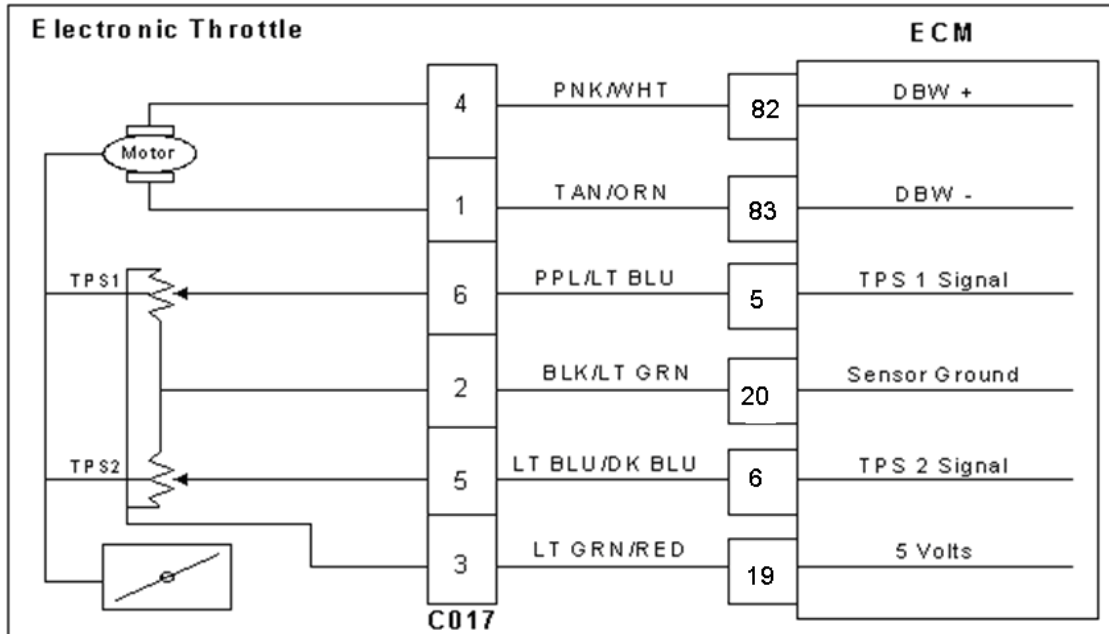 Electronic Throttle
ECM
4
PNK/WHT
82
DBW +
Motor
1
TAN/ORN
83
DBW -
TPS1
6
PPL/LT BLU
5
TPS 1 Signal
2
BLK/LT GRN
20
Sensor Ground
TPS2
5
LT BLU/DK BLU
6
TPS 2 Signal
3
LT GRN/RED
19
5 Volts
C017